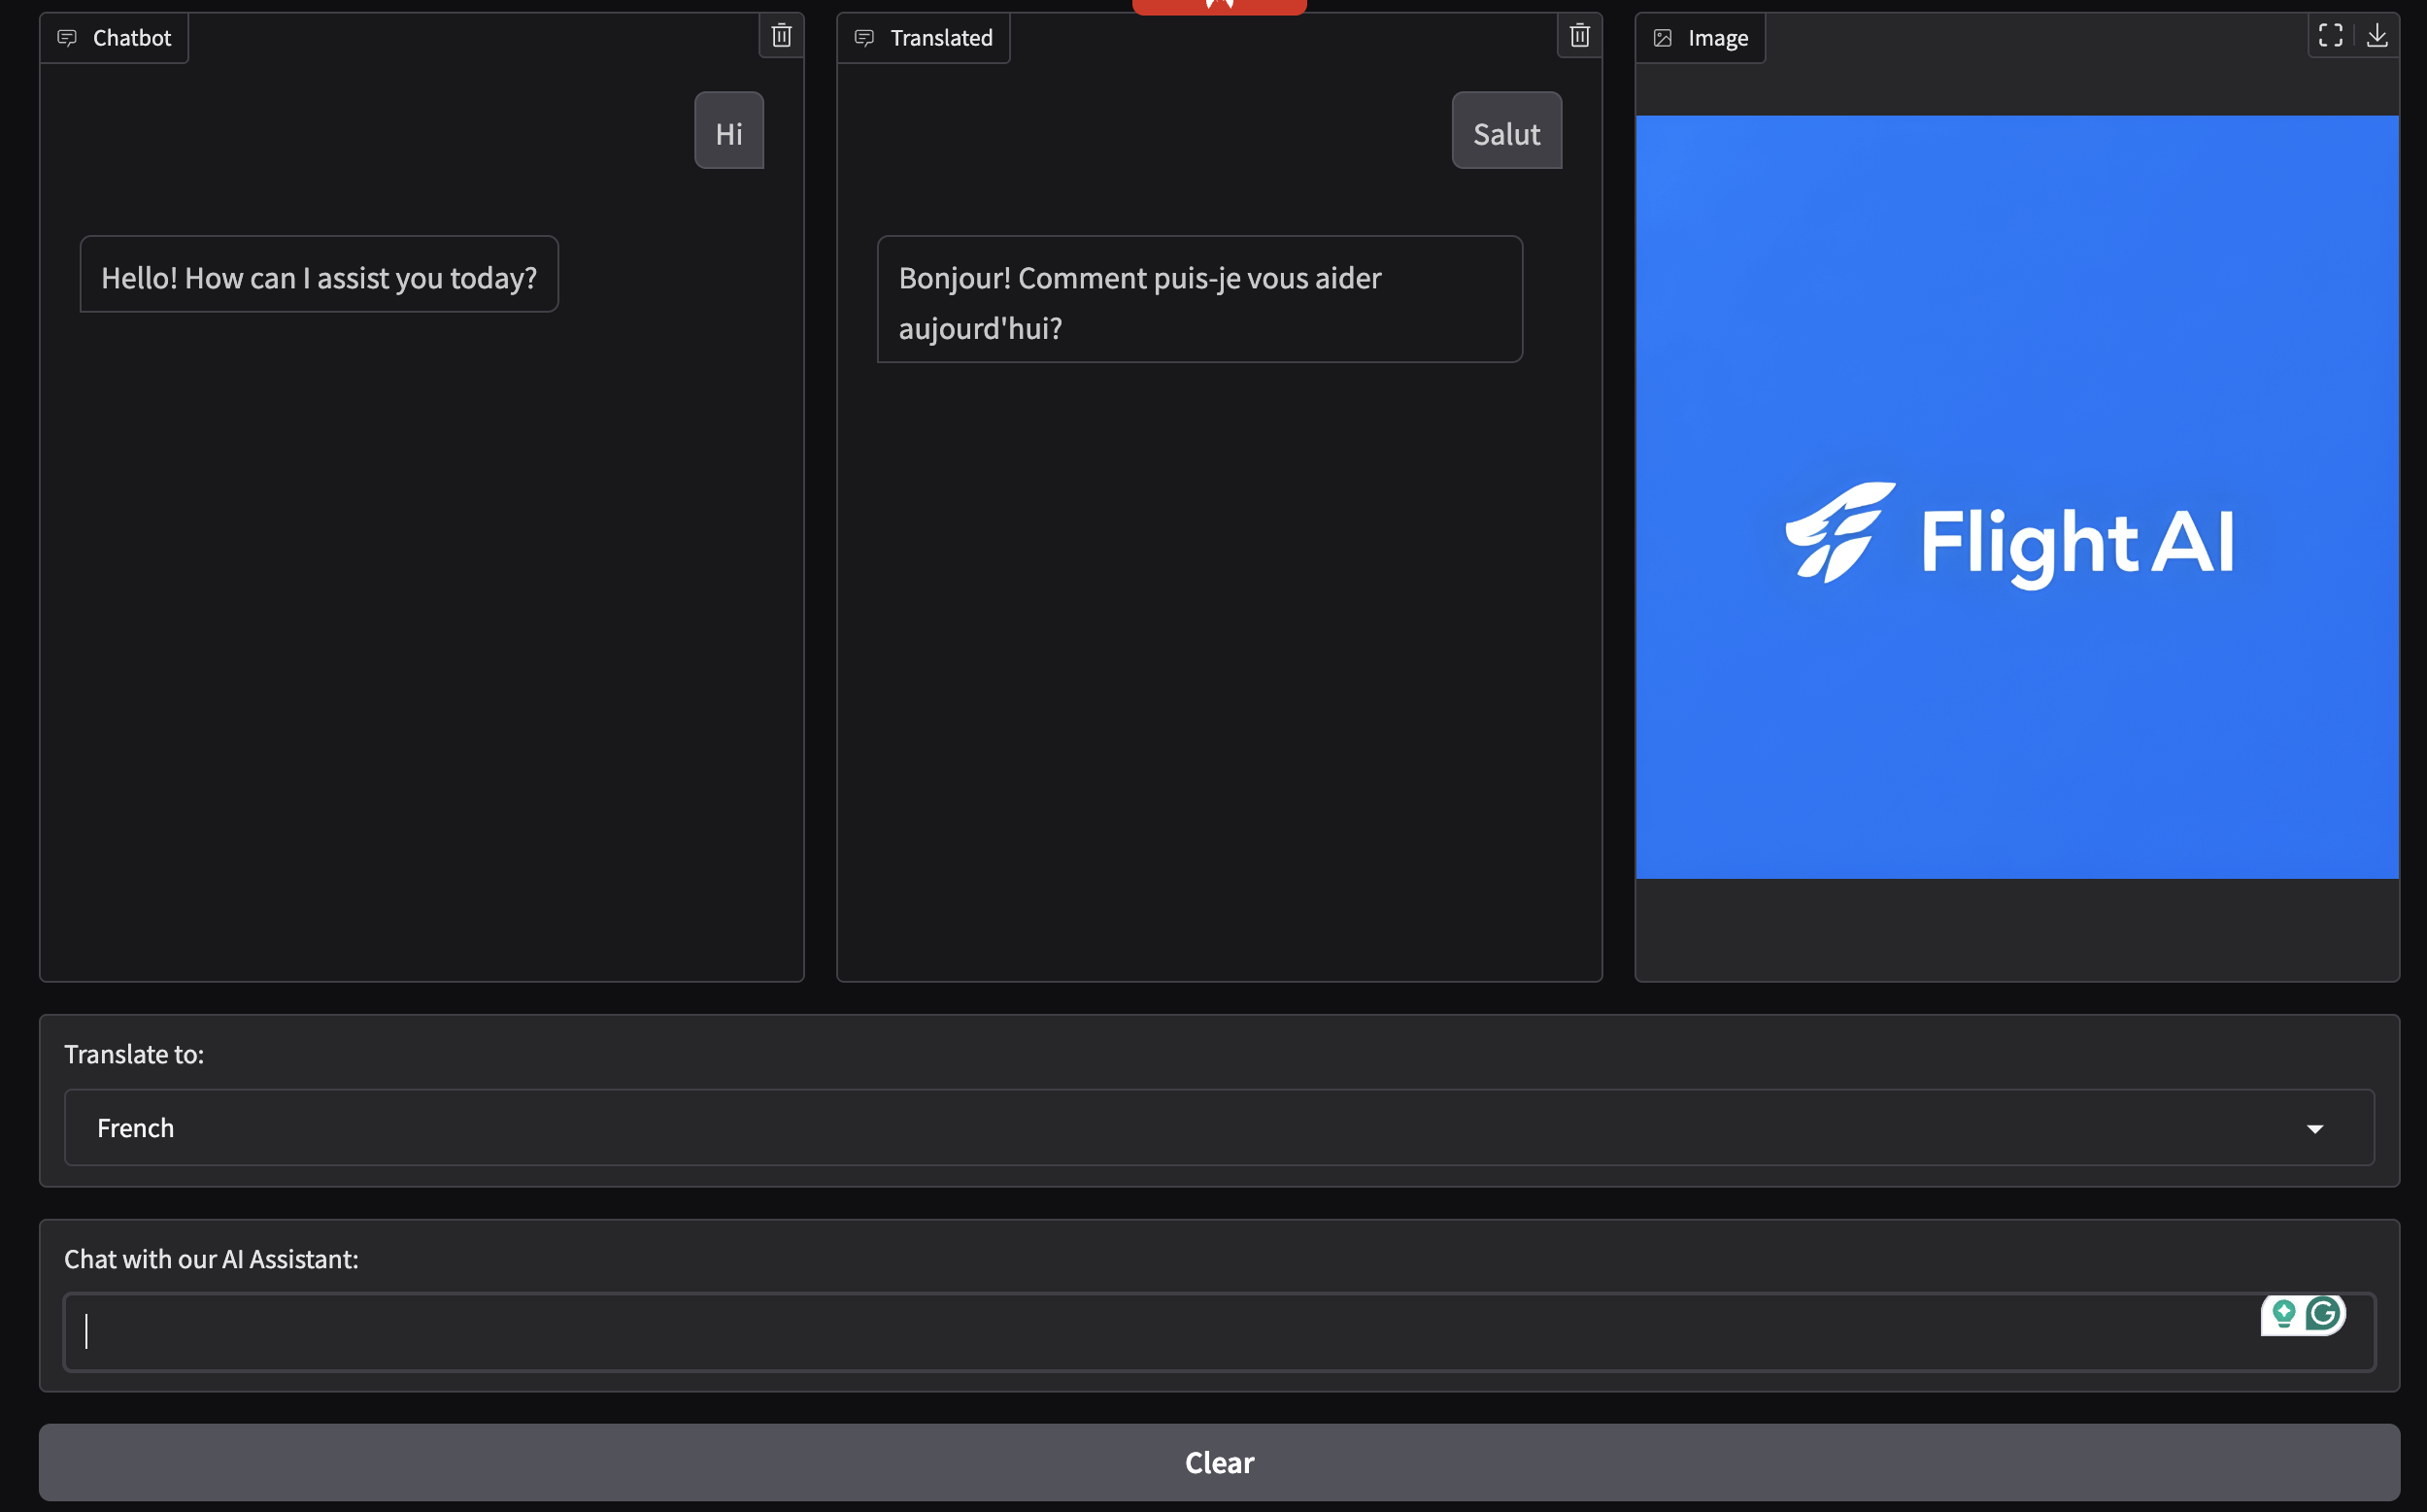 Chatbot
Hi
Hello! How can I assist you today?
Translated
Salut
Bonjour! Comment puis-je vous aider
aujourd'hui?
Image
Flight AI
Translate to:
French
Chat with our AI Assistant:
Clear